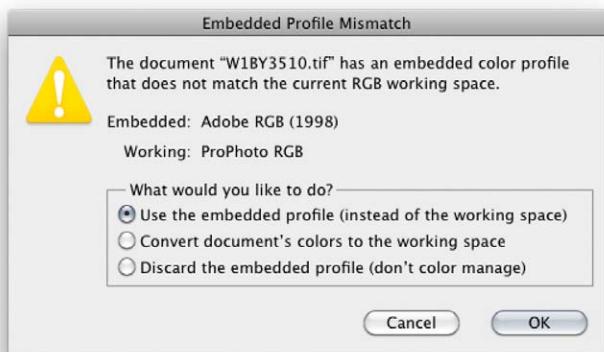 Embedded Profile Mismatch
The document “W1BY3510.tif” has an embedded color profile
that does not match the current RGB working space.
Embedded: Adobe RGB (1998)
Working: ProPhoto RGB
What would you like to do?
Use the embedded profile (instead of the working space)
Convert document’s colors to the working space
Discard the embedded profile (don’t color manage)
Cancel OK